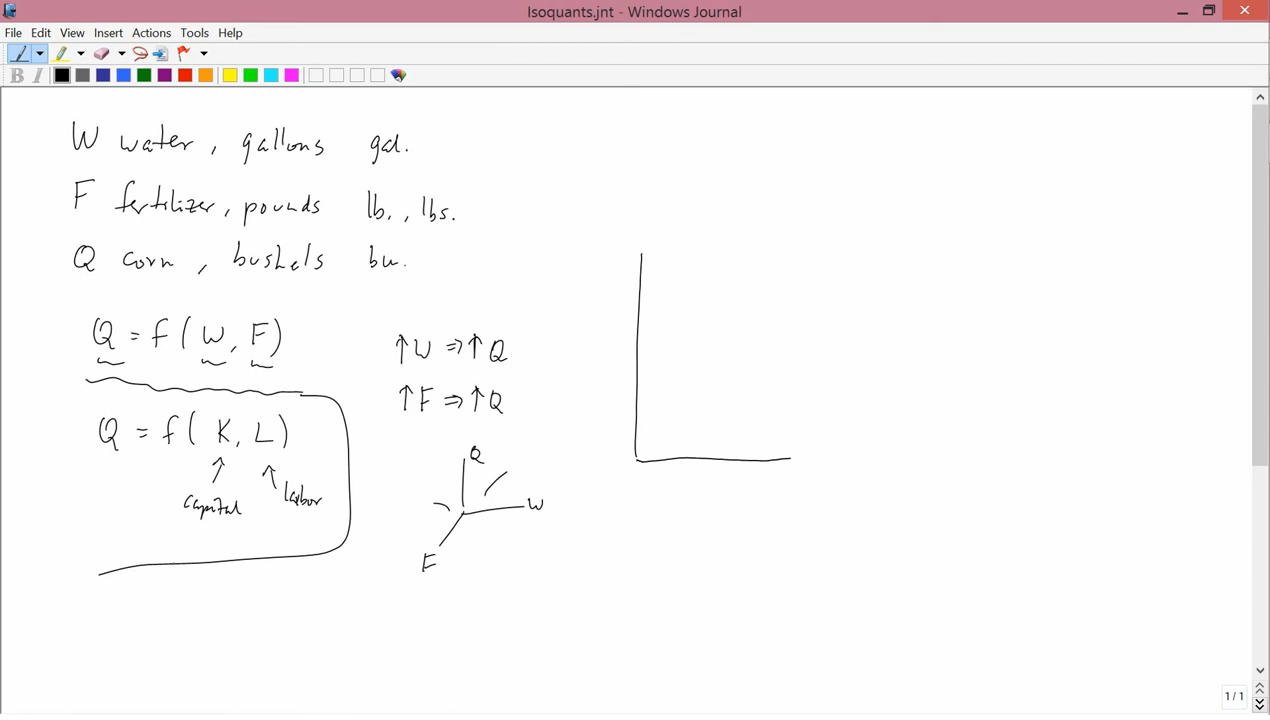 Isoquants.jnt - Windows Journal
File Edit View Insert Actions Tools Help
B I
W water, gallons gal.
F fertilizer, pounds lb., lbs.
Q corn, bushels bu.
Q = f(W, F)
↑W ⇒ ↑Q
↑F ⇒ ↑Q
Q = f(K, L)
capital labor
Q
W
F
1 / 1